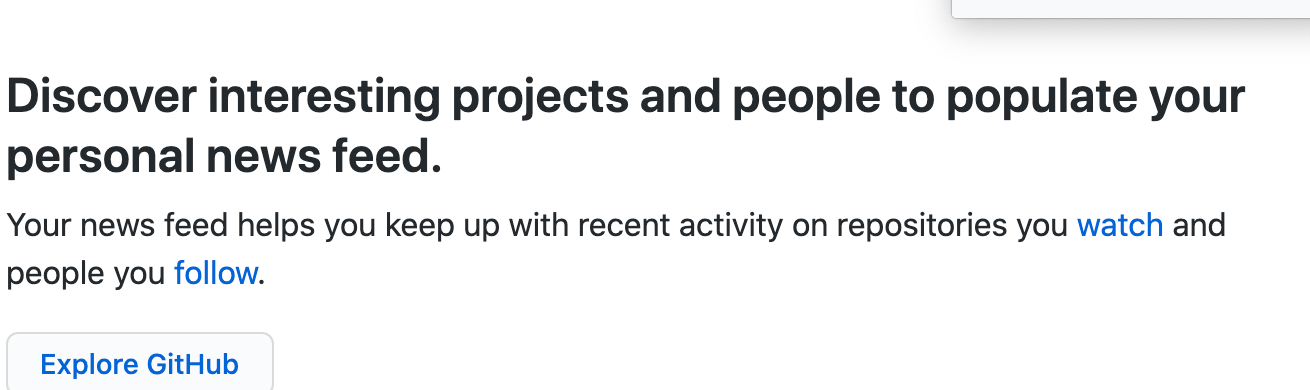 Discover interesting projects and people to populate your
personal news feed.
Your news feed helps you keep up with recent activity on repositories you watch and
people you follow.
Explore GitHub